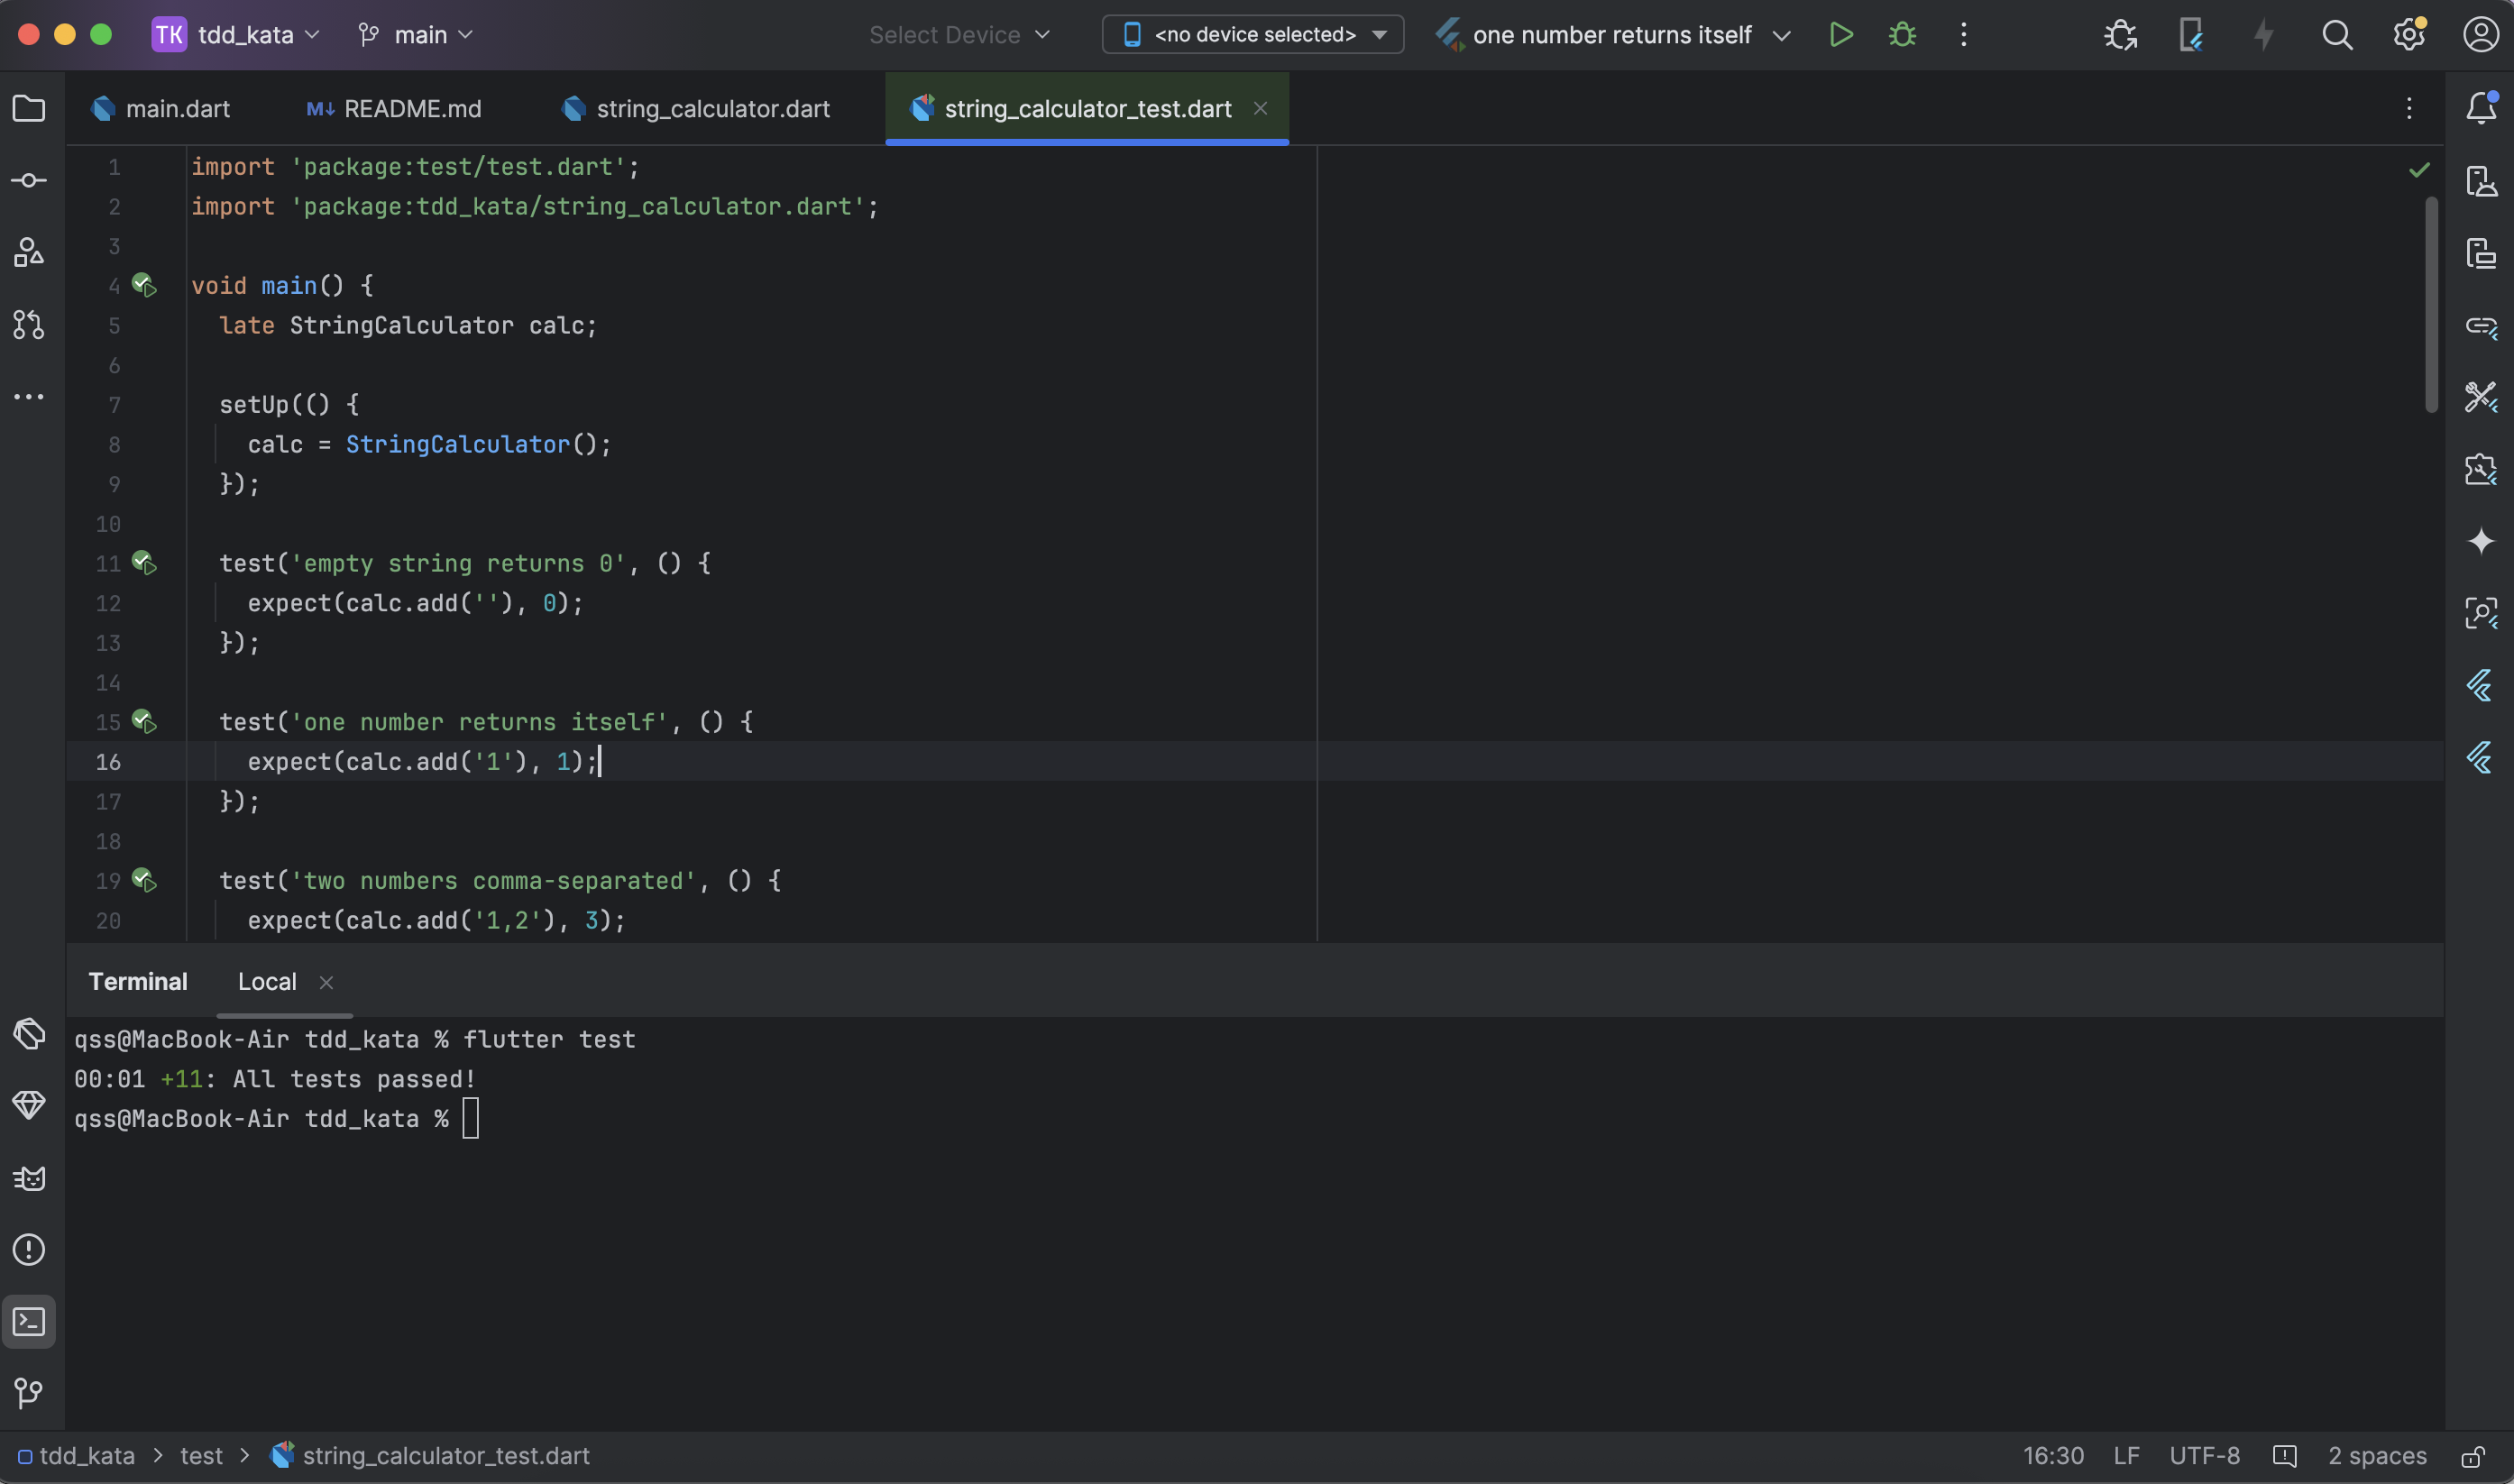 TK tdd_kata main Select Device <no device selected> one number returns itself
main.dart README.md string_calculator.dart string_calculator_test.dart
1 import 'package:test/test.dart';
2 import 'package:tdd_kata/string_calculator.dart';
3
4 void main() {
5 late StringCalculator calc;
6
7 setUp(() {
8 calc = StringCalculator();
9 });
10
11 test('empty string returns 0', () {
12 expect(calc.add(''), 0);
13 });
14
15 test('one number returns itself', () {
16 expect(calc.add('1'), 1);
17 });
18
19 test('two numbers comma-separated', () {
20 expect(calc.add('1,2'), 3);
Terminal Local
qss@MacBook-Air tdd_kata % flutter test
00:01 +11: All tests passed!
qss@MacBook-Air tdd_kata %
tdd_kata > test > string_calculator_test.dart 16:30 LF UTF-8 2 spaces